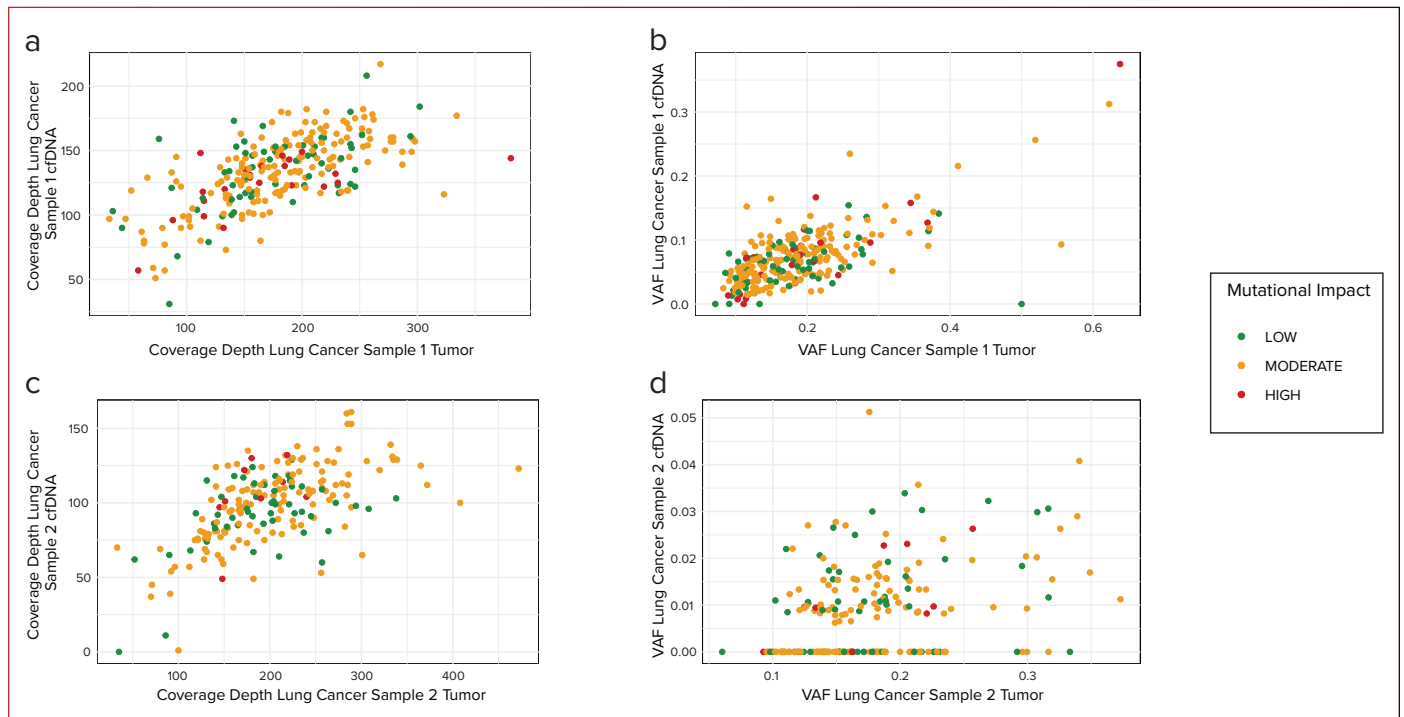 a
Coverage Depth Lung Cancer
Sample 1 cfDNA
200
150
100
50
100
200
300
Coverage Depth Lung Cancer Sample 1 Tumor
b
VAF Lung Cancer Sample 1 cfDNA
0.3
0.2
0.1
0.0
0.2
0.4
0.6
VAF Lung Cancer Sample 1 Tumor
Mutational Impact
LOW
MODERATE
HIGH
c
Coverage Depth Lung Cancer
Sample 2 cfDNA
150
100
50
0
100
200
300
400
Coverage Depth Lung Cancer Sample 2 Tumor
d
VAF Lung Cancer Sample 2 cfDNA
0.05
0.04
0.03
0.02
0.01
0.00
0.1
0.2
0.3
VAF Lung Cancer Sample 2 Tumor